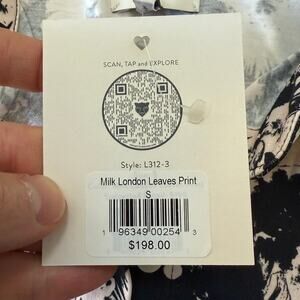 SCAN, TAP and EXPLORE
Style: L312-3
Milk London Leaves Print
S
1 96349 00254 3
$198.00